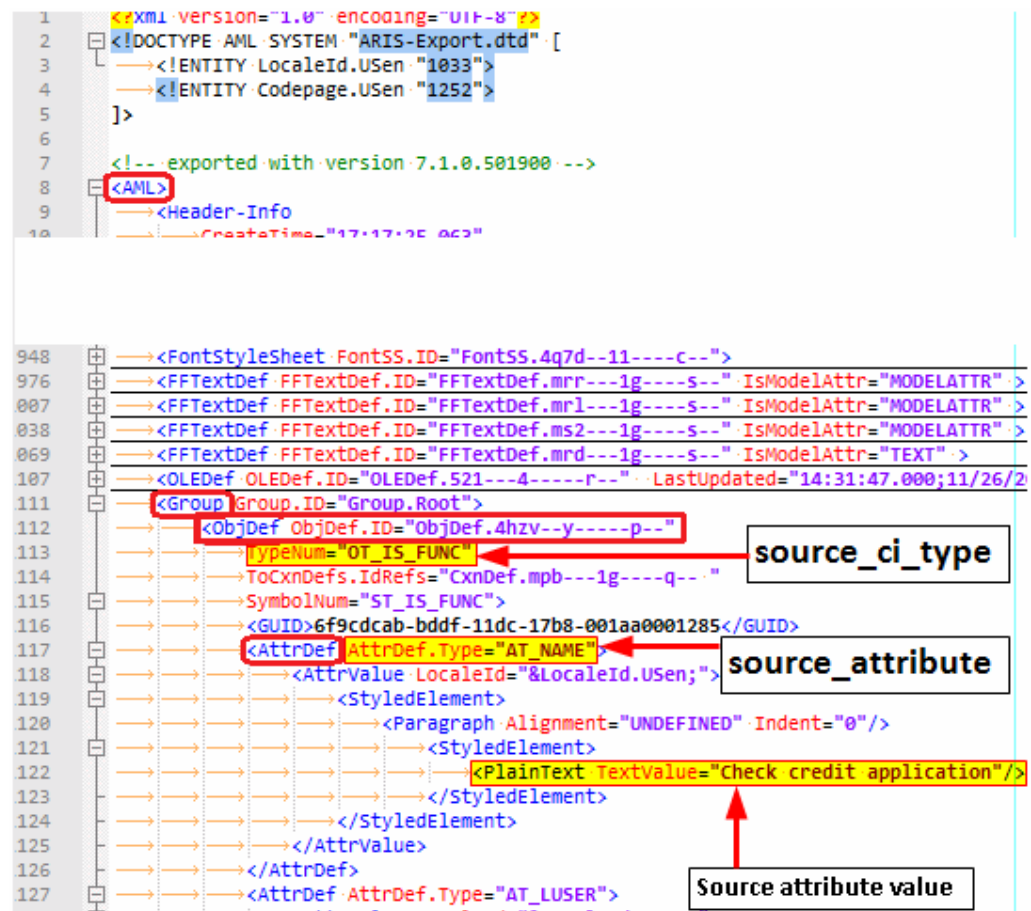 1 <?xml version="1.0" encoding="UTF-8"?>
2 <!DOCTYPE AML SYSTEM "ARIS-Export.dtd" [
3 <!ENTITY LocaleId.USen "1033">
4 <!ENTITY Codepage.USen "1252">
5 ]>
6
7 <!-- exported with version 7.1.0.501900 -->
8 <AML>
9 <Header-Info
10 CreateTime="17:17:25.063"
948 <FontStyleSheet FontSS.ID="FontSS.4q7d--11----c--">
976 <FFTextDef FFTextDef.ID="FFTextDef.mrr---1g----s--" IsModelAttr="MODELATTR" >
007 <FFTextDef FFTextDef.ID="FFTextDef.mrl---1g----s--" IsModelAttr="MODELATTR" >
038 <FFTextDef FFTextDef.ID="FFTextDef.ms2---1g----s--" IsModelAttr="MODELATTR" >
069 <FFTextDef FFTextDef.ID="FFTextDef.mrd---1g----s--" IsModelAttr="TEXT" >
107 <OLEDef OLEDef.ID="OLEDef.521---4-----r--" LastUpdated="14:31:47.000;11/26/2
111 <Group Group.ID="Group.Root">
112 <ObjDef ObjDef.ID="ObjDef.4hzv--y-----p--"
113 TypeNum="OT_IS_FUNC"
source_ci_type
114 ToCxnDefs.IdRefs="CxnDef.mpb---1g----q-- "
115 SymbolNum="ST_IS_FUNC">
116 <GUID>6f9cdcab-bddf-11dc-17b8-001aa0001285</GUID>
117 <AttrDef AttrDef.Type="AT_NAME">
source_attribute
118 <AttrValue LocaleId="&LocaleId.USen;">
119 <StyledElement>
120 <Paragraph Alignment="UNDEFINED" Indent="0"/>
121 <StyledElement>
122 <PlainText TextValue="Check credit application"/>
123 </StyledElement>
124 </StyledElement>
125 </AttrValue>
126 </AttrDef>
127 <AttrDef AttrDef.Type="AT_LUSER">
Source attribute value